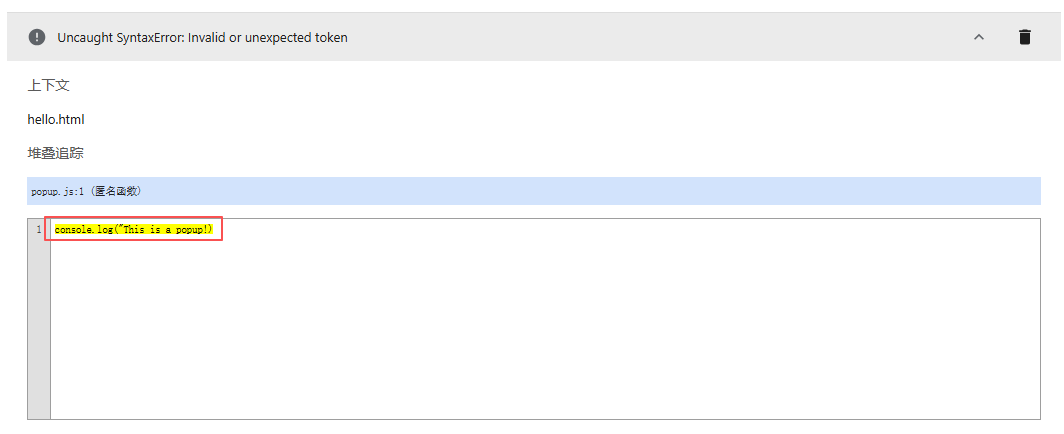 Uncaught SyntaxError: Invalid or unexpected token
上下文
hello.html
堆叠追踪
popup.js:1 (匿名函数)
1 console.log("This is a popup!)